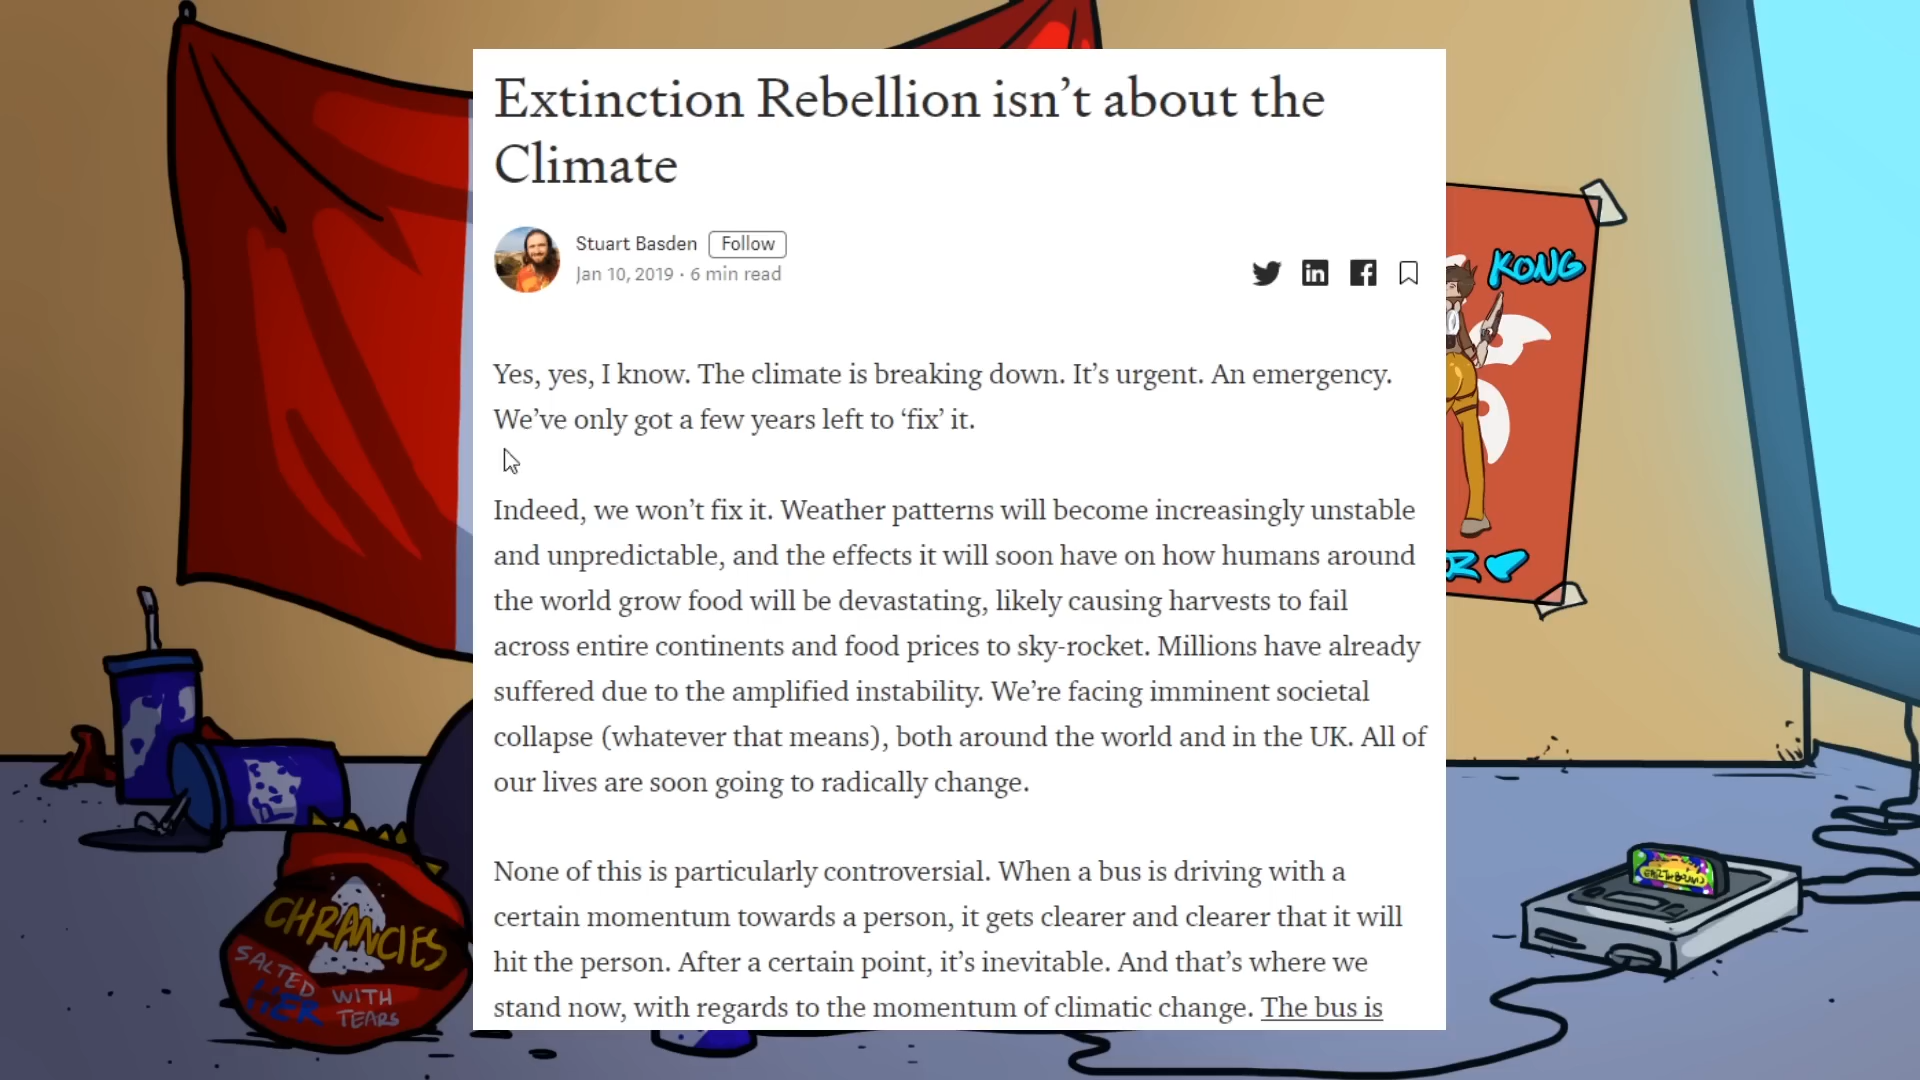 Extinction Rebellion isn’t about the
Climate
Stuart Basden Follow
Jan 10, 2019 · 6 min read
Yes, yes, I know. The climate is breaking down. It’s urgent. An emergency.
We’ve only got a few years left to ‘fix’ it.
Indeed, we won’t fix it. Weather patterns will become increasingly unstable
and unpredictable, and the effects it will soon have on how humans around
the world grow food will be devastating, likely causing harvests to fail
across entire continents and food prices to sky-rocket. Millions have already
suffered due to the amplified instability. We’re facing imminent societal
collapse (whatever that means), both around the world and in the UK. All of
our lives are soon going to radically change.
None of this is particularly controversial. When a bus is driving with a
certain momentum towards a person, it gets clearer and clearer that it will
hit the person. After a certain point, it’s inevitable. And that’s where we
stand now, with regards to the momentum of climatic change. The bus is
KONG
R
CHRANCIES
SALTED
HER WITH
TEARS
EARTHBOUND